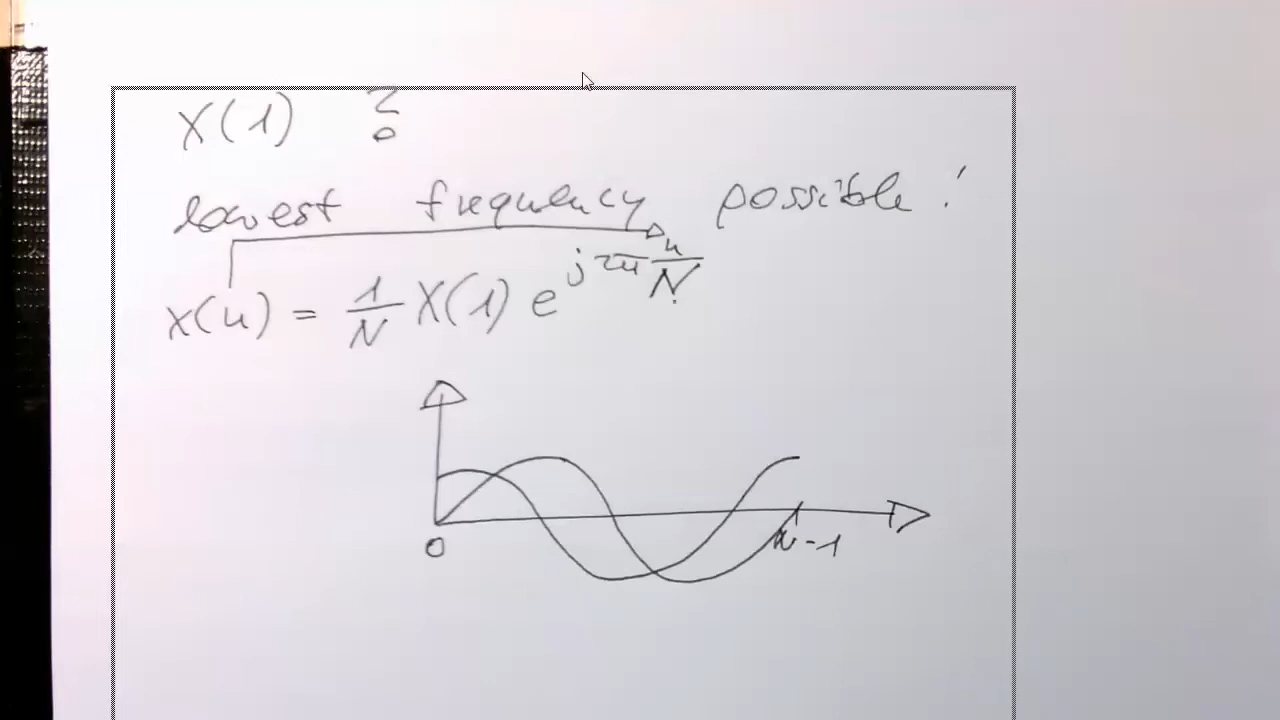 X(1) ?
lowest frequency possible!
x(n) = 1/N X(1) e^{j2πn/N}
0 N-1